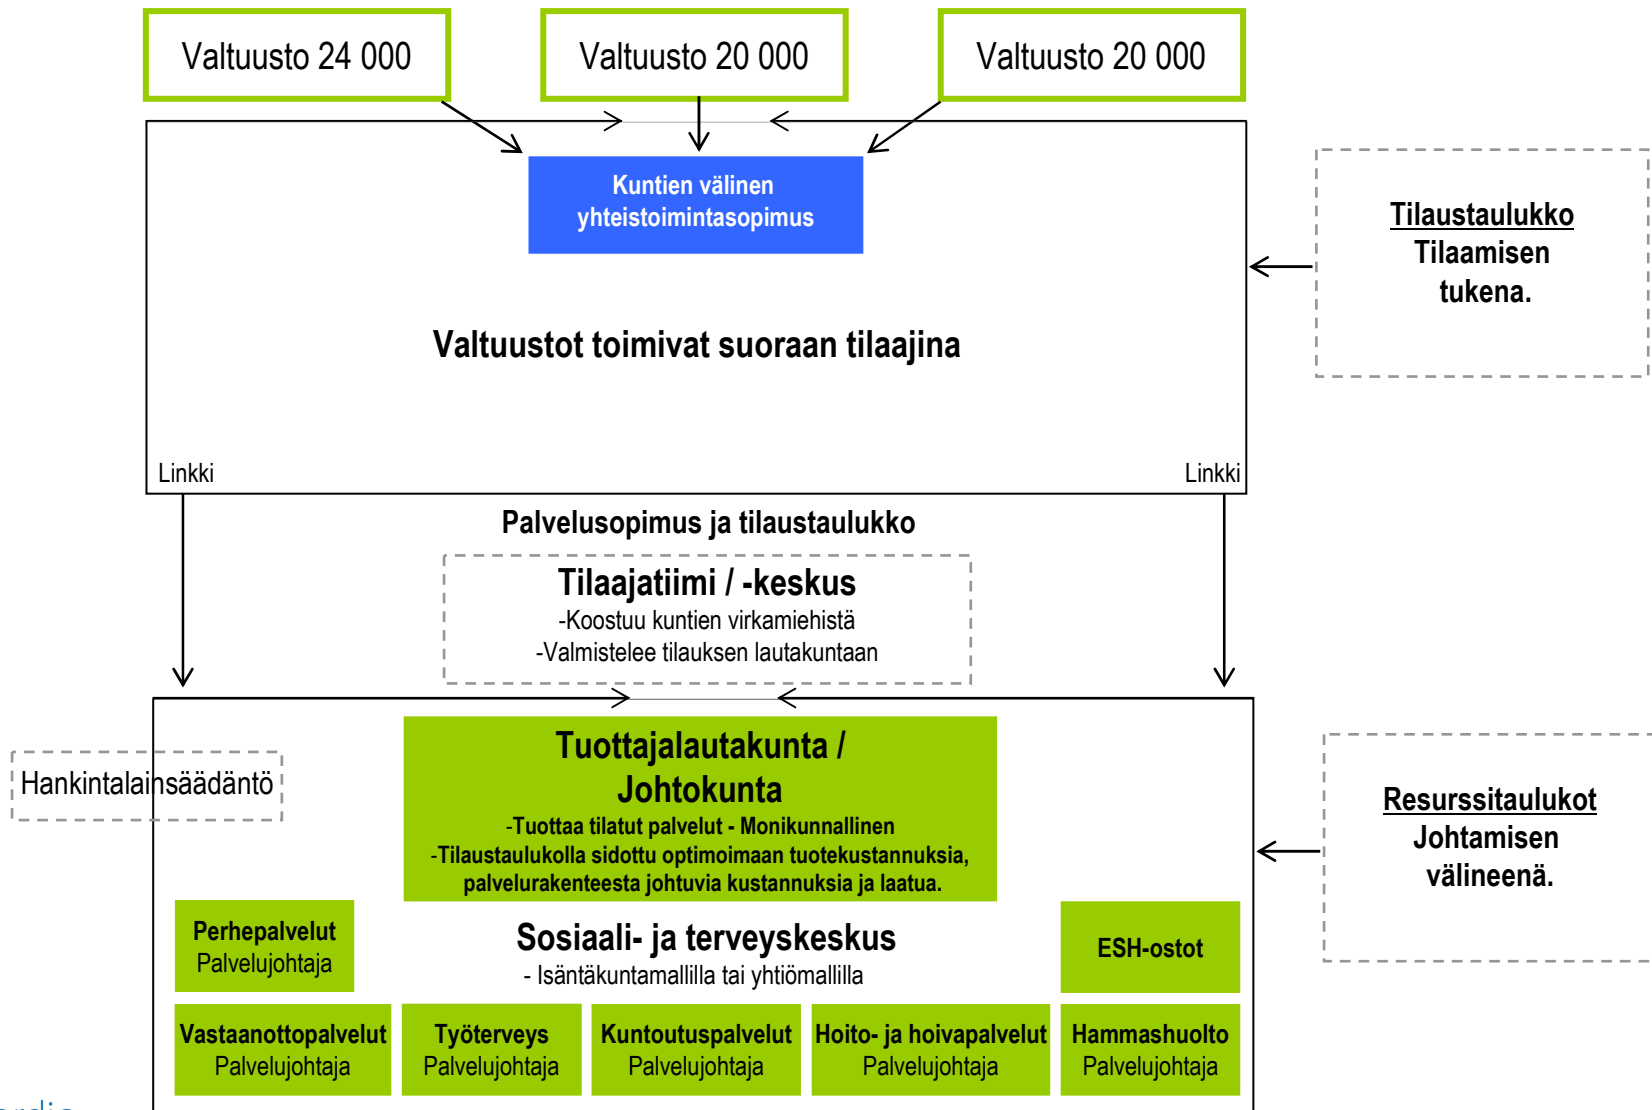 Valtuusto 24 000
Valtuusto 20 000
Valtuusto 20 000
Kuntien välinen
yhteistoimintasopimus
Tilaustaulukko
Tilaamisen
tukena.
Valtuustot toimivat suoraan tilaajina
Linkki
Linkki
Palvelusopimus ja tilaustaulukko
Tilaajatiimi / -keskus
-Koostuu kuntien virkamiehistä
-Valmistelee tilauksen lautakuntaan
Hankintalainsäädäntö
Tuottajalautakunta /
Johtokunta
-Tuottaa tilatut palvelut - Monikunnallinen
-Tilaustaulukolla sidottu optimoimaan tuotekustannuksia,
palvelurakenteesta johtuvia kustannuksia ja laatua.
Resurssitaulukot
Johtamisen
välineenä.
Perhepalvelut
Palvelujohtaja
Sosiaali- ja terveyskeskus
- Isäntäkuntamallilla tai yhtiömallilla
ESH-ostot
Vastaanottopalvelut
Palvelujohtaja
Työterveys
Palvelujohtaja
Kuntoutuspalvelut
Palvelujohtaja
Hoito- ja hoivapalvelut
Palvelujohtaja
Hammashuolto
Palvelujohtaja